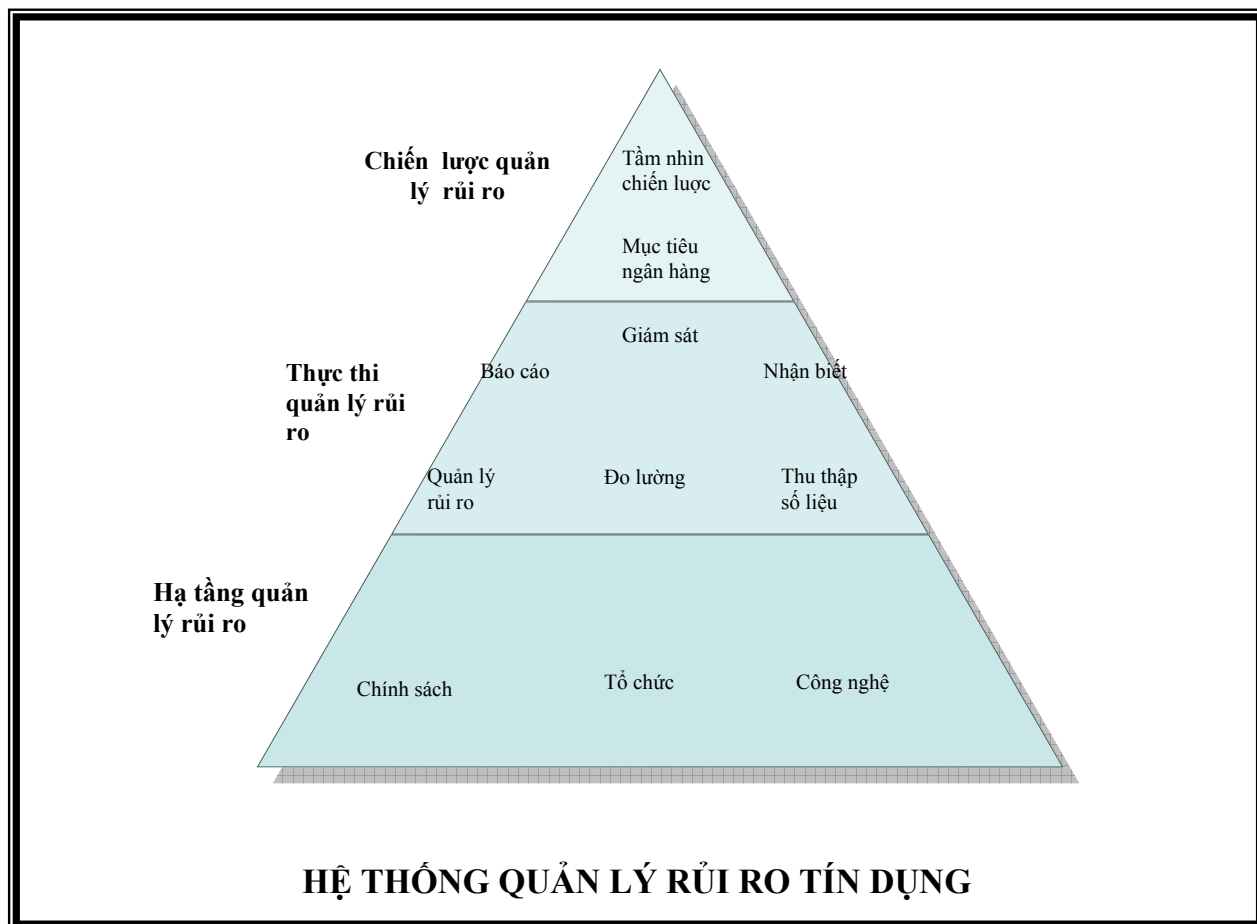 Chiến lược quản
lý rủi ro
Tầm nhìn
chiến luợc
Mục tiêu
ngân hàng
Thực thi
quản lý rủi
ro
Giám sát
Báo cáo
Nhận biết
Quản lý
rủi ro
Đo lường
Thu thập
số liệu
Hạ tầng quản
lý rủi ro
Chính sách
Tổ chức
Công nghệ
HỆ THỐNG QUẢN LÝ RỦI RO TÍN DỤNG